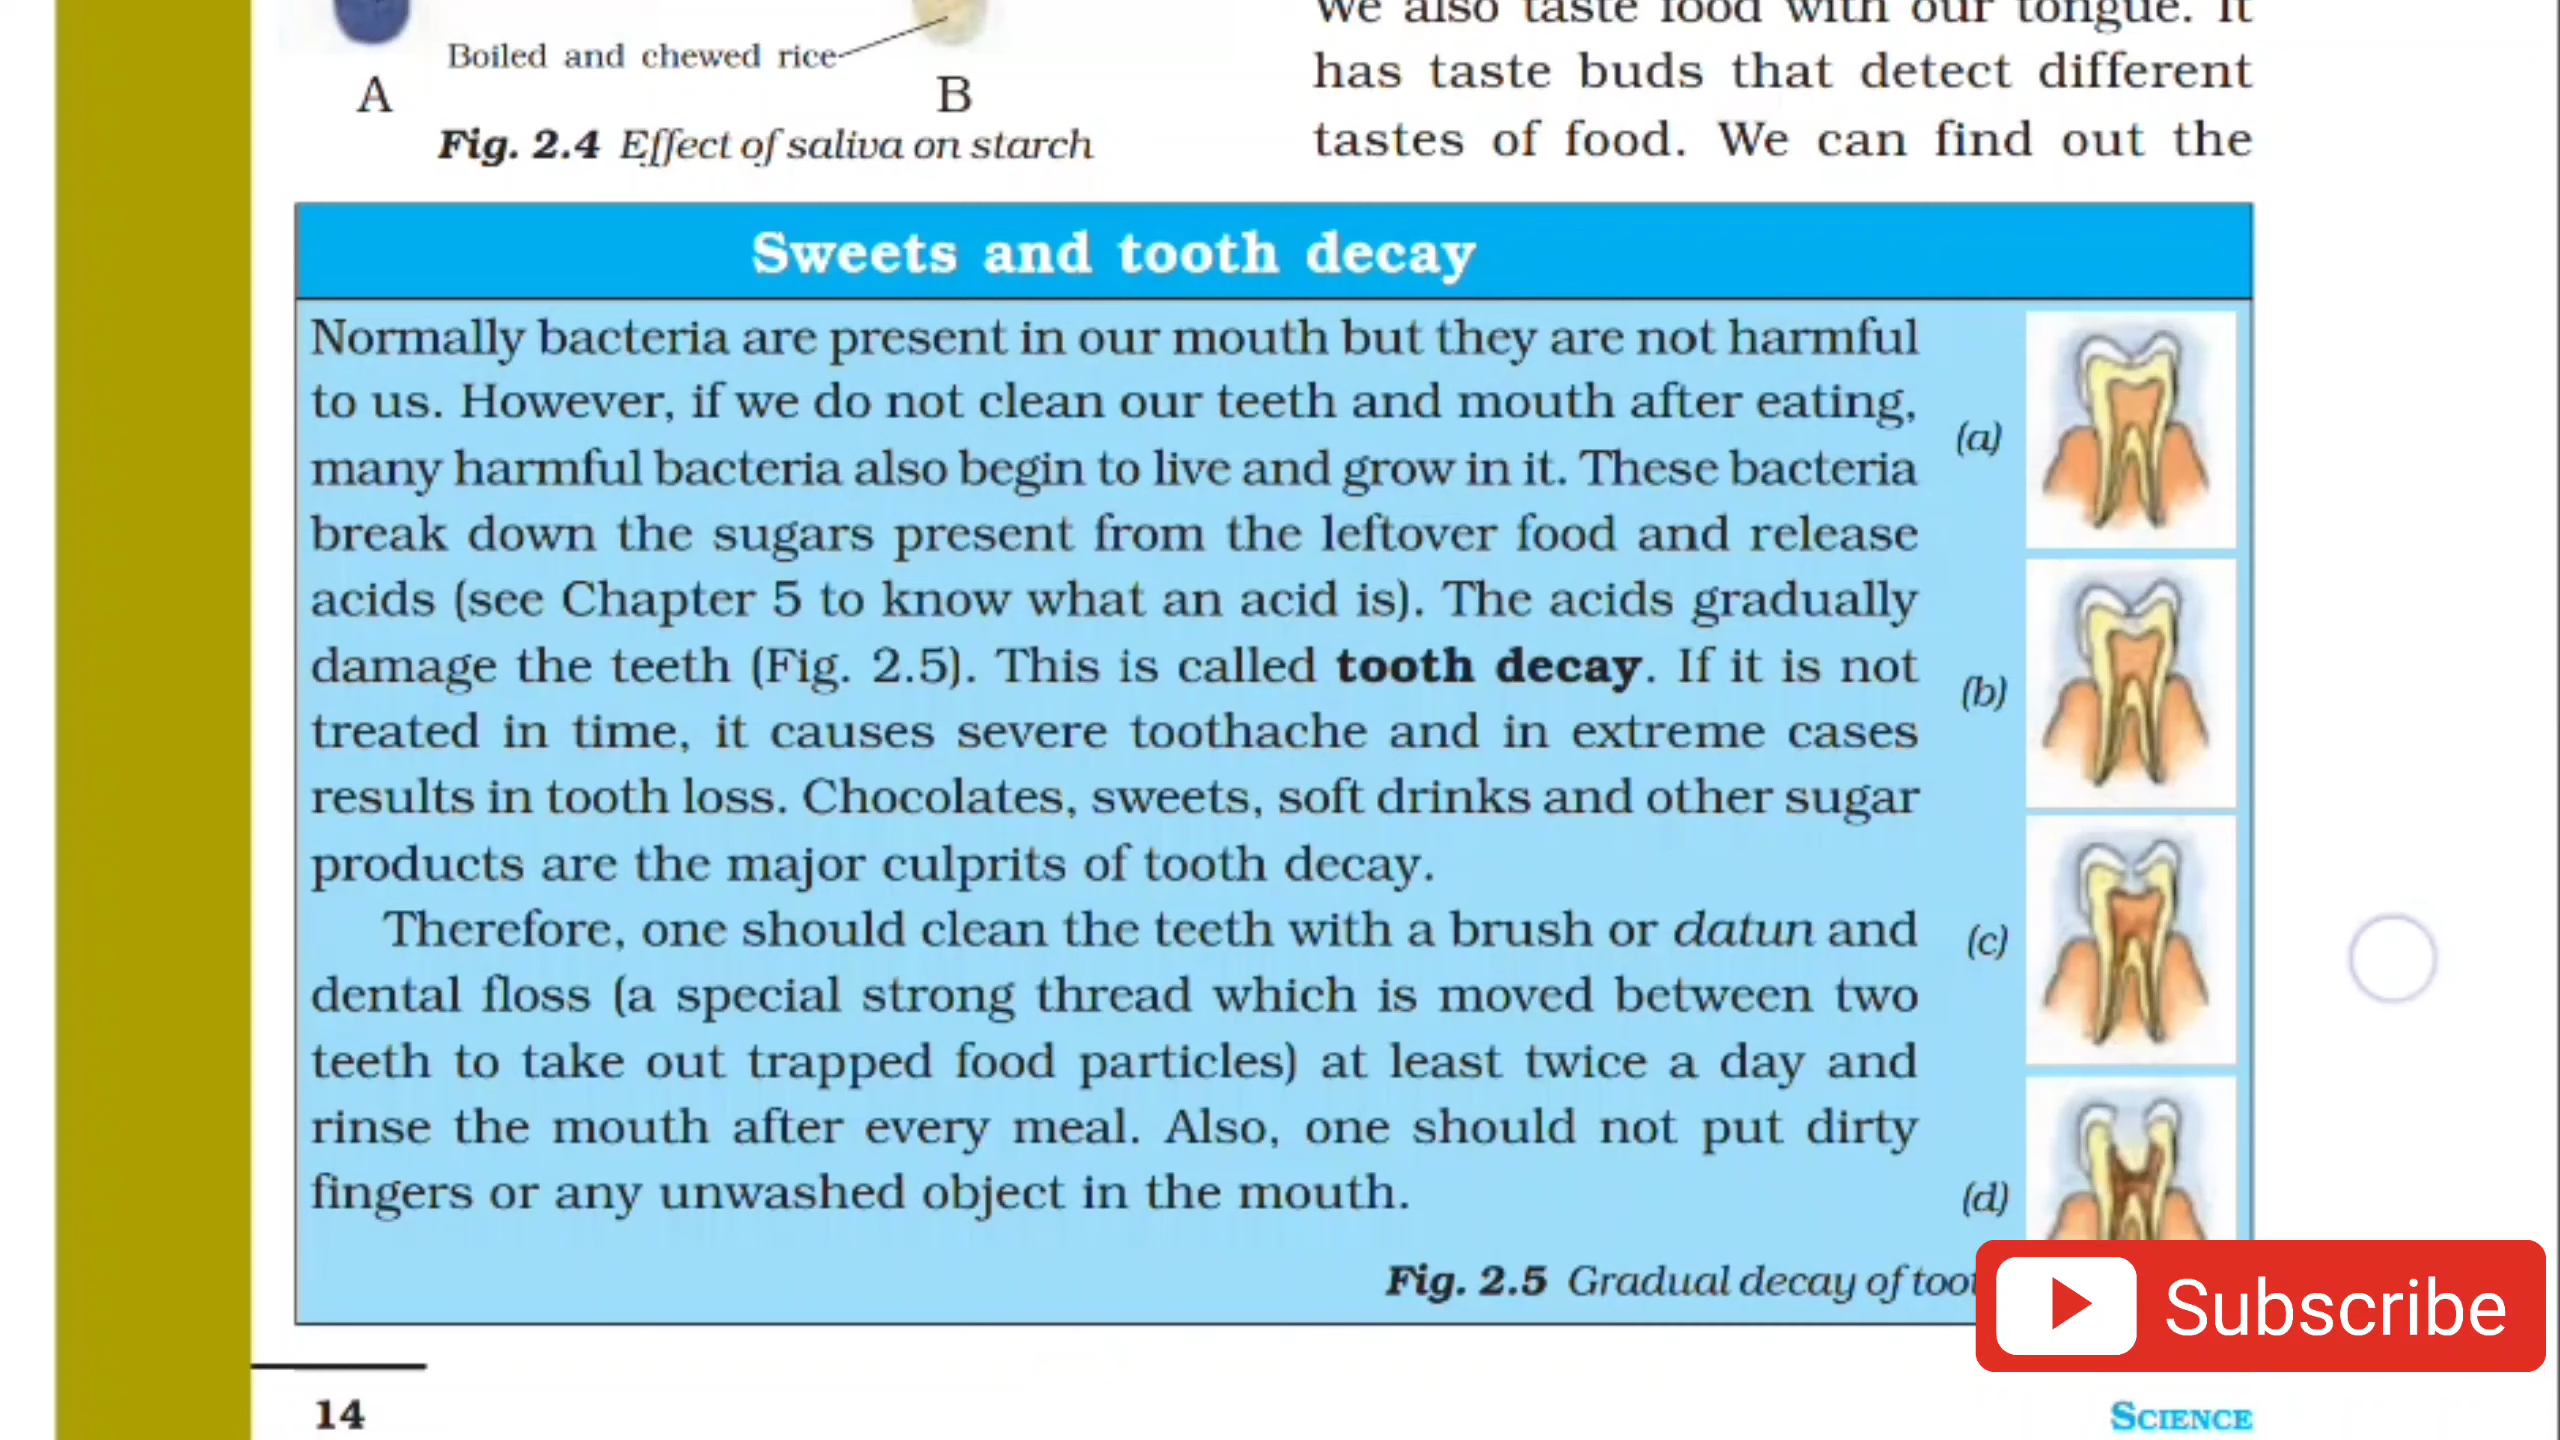 Boiled and chewed rice
A
B
Fig. 2.4 Effect of saliva on starch
We also taste food with our tongue. It
has taste buds that detect different
tastes of food. We can find out the
Sweets and tooth decay
Normally bacteria are present in our mouth but they are not harmful
to us. However, if we do not clean our teeth and mouth after eating,
many harmful bacteria also begin to live and grow in it. These bacteria
break down the sugars present from the leftover food and release
acids (see Chapter 5 to know what an acid is). The acids gradually
damage the teeth (Fig. 2.5). This is called tooth decay. If it is not
treated in time, it causes severe toothache and in extreme cases
results in tooth loss. Chocolates, sweets, soft drinks and other sugar
products are the major culprits of tooth decay.
Therefore, one should clean the teeth with a brush or datun and
dental floss (a special strong thread which is moved between two
teeth to take out trapped food particles) at least twice a day and
rinse the mouth after every meal. Also, one should not put dirty
fingers or any unwashed object in the mouth.
(a)
(b)
(c)
(d)
Fig. 2.5 Gradual decay of
Subscribe
14
SCIENCE